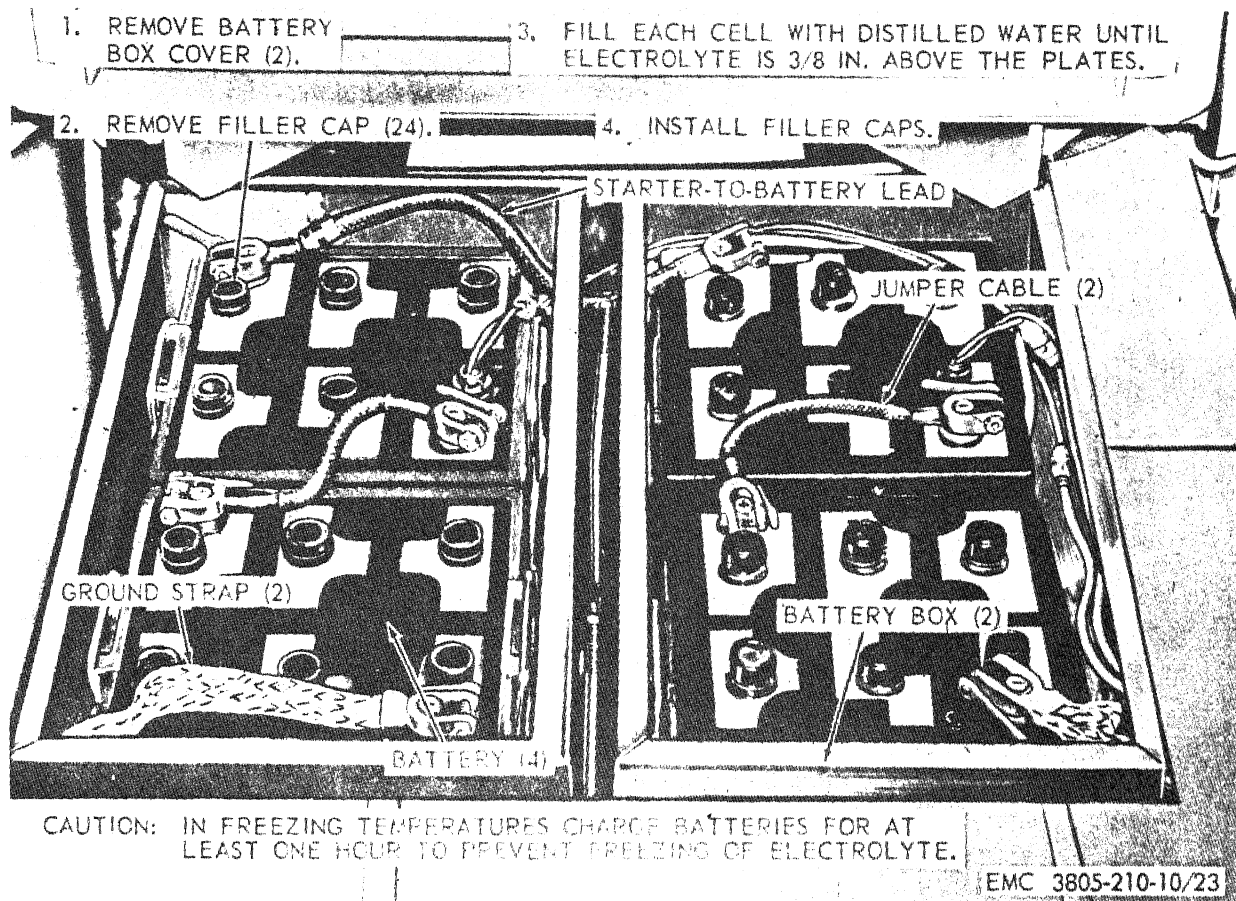 1. REMOVE BATTERY
BOX COVER (2).
2. REMOVE FILLER CAP (24).
3. FILL EACH CELL WITH DISTILLED WATER UNTIL
ELECTROLYTE IS 3/8 IN. ABOVE THE PLATES.
4. INSTALL FILLER CAPS.
STARTER-TO-BATTERY LEAD
JUMPER CABLE (2)
GROUND STRAP (2)
BATTERY BOX (2)
BATTERY (4)
CAUTION: IN FREEZING TEMPERATURES CHARGE BATTERIES FOR AT
LEAST ONE HOUR TO PREVENT FREEZING OF ELECTROLYTE.
EMC 3805-210-10/23